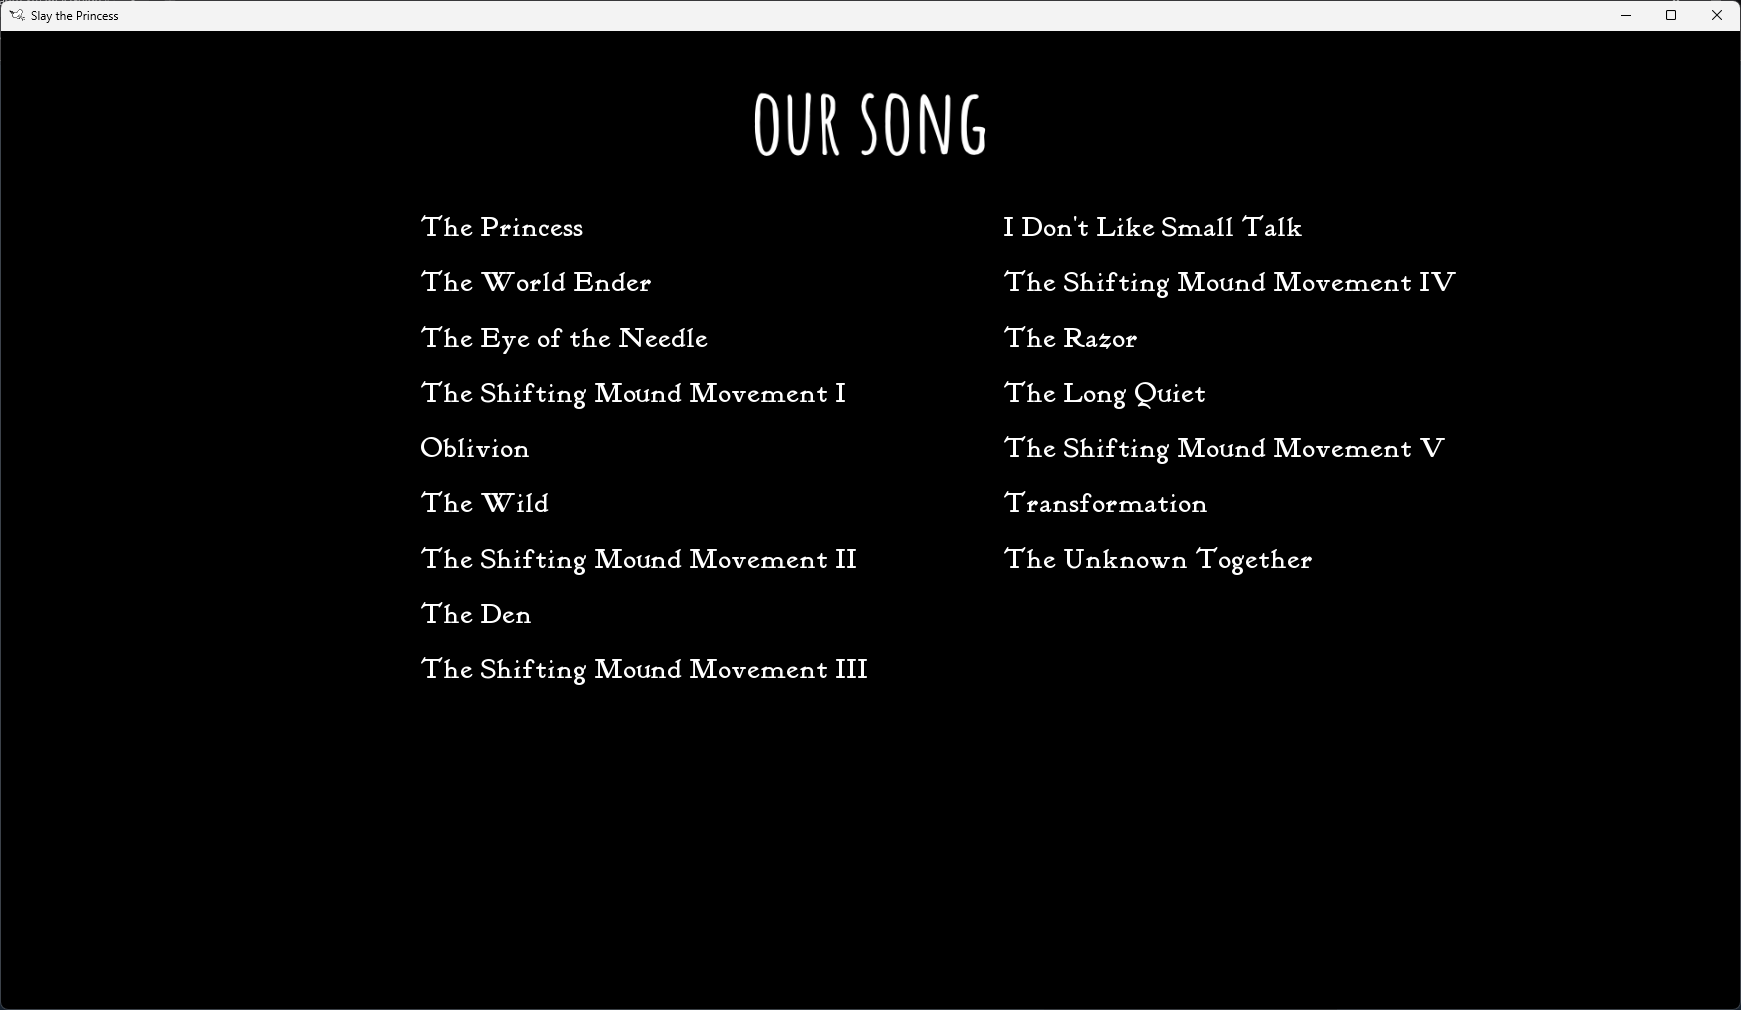 Slay the Princess
OUR SONG
The Princess
The World Ender
The Eye of the Needle
The Shifting Mound Movement I
Oblivion
The Wild
The Shifting Mound Movement II
The Den
The Shifting Mound Movement III
I Don't Like Small Talk
The Shifting Mound Movement IV
The Razor
The Long Quiet
The Shifting Mound Movement V
Transformation
The Unknown Together